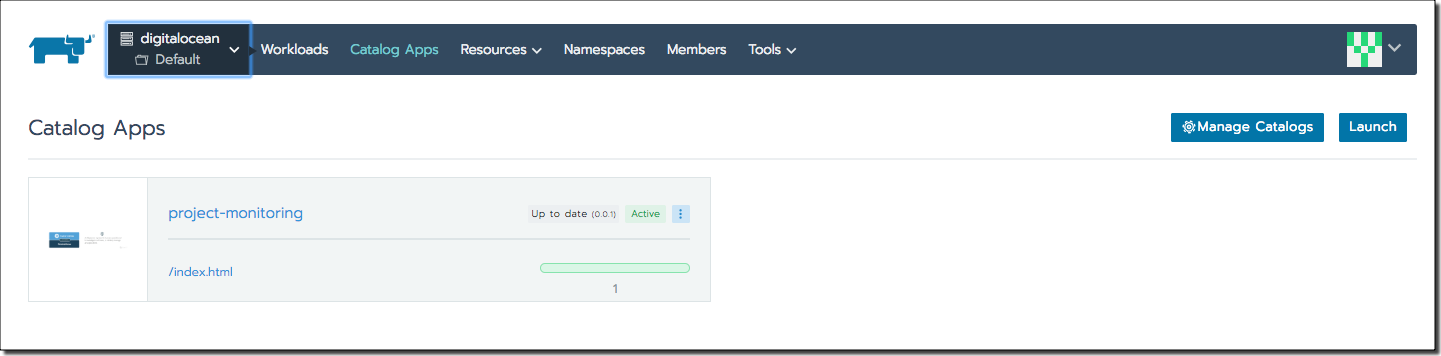 digitalocean
Default
Workloads
Catalog Apps
Resources
Namespaces
Members
Tools
Catalog Apps
Manage Catalogs
Launch
project-monitoring
Up to date (0.0.1)
Active
/index.html
1